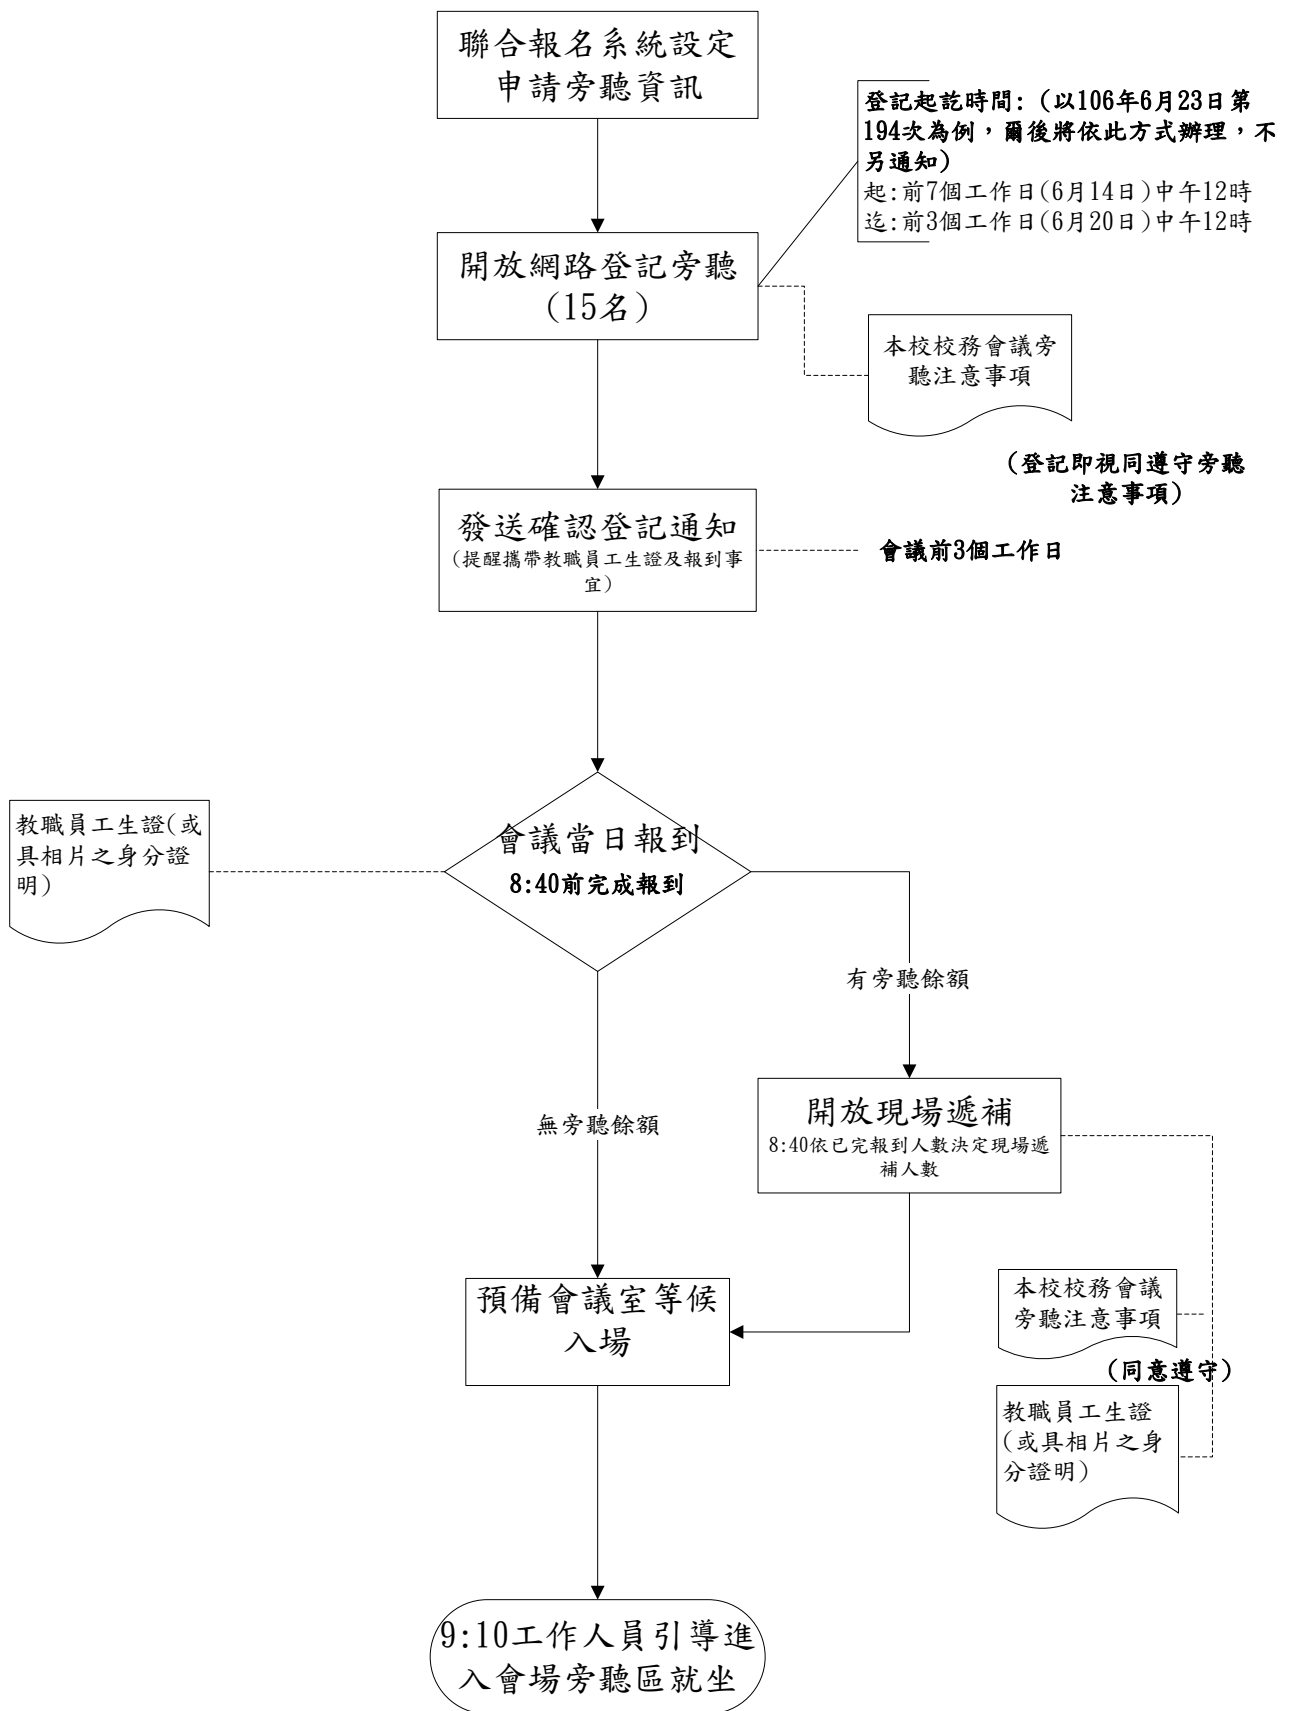 聯合報名系統設定
申請旁聽資訊
登記起訖時間:（以106年6月23日第
194次為例，爾後將依此方式辦理，不
另通知）
起:前7個工作日(6月14日)中午12時
迄:前3個工作日(6月20日)中午12時
開放網路登記旁聽
(15名)
本校校務會議旁
聽注意事項
(登記即視同遵守旁聽
注意事項)
發送確認登記通知
(提醒攜帶教職員工生證及報到事
宜)
會議前3個工作日
會議當日報到
8:40前完成報到
教職員工生證(或
具相片之身分證
明)
有旁聽餘額
無旁聽餘額
開放現場遞補
8:40依已完報到人數決定現場遞
補人數
預備會議室等候
入場
本校校務會議
旁聽注意事項
(同意遵守)
教職員工生證
(或具相片之身
分證明)
9:10工作人員引導進
入會場旁聽區就坐